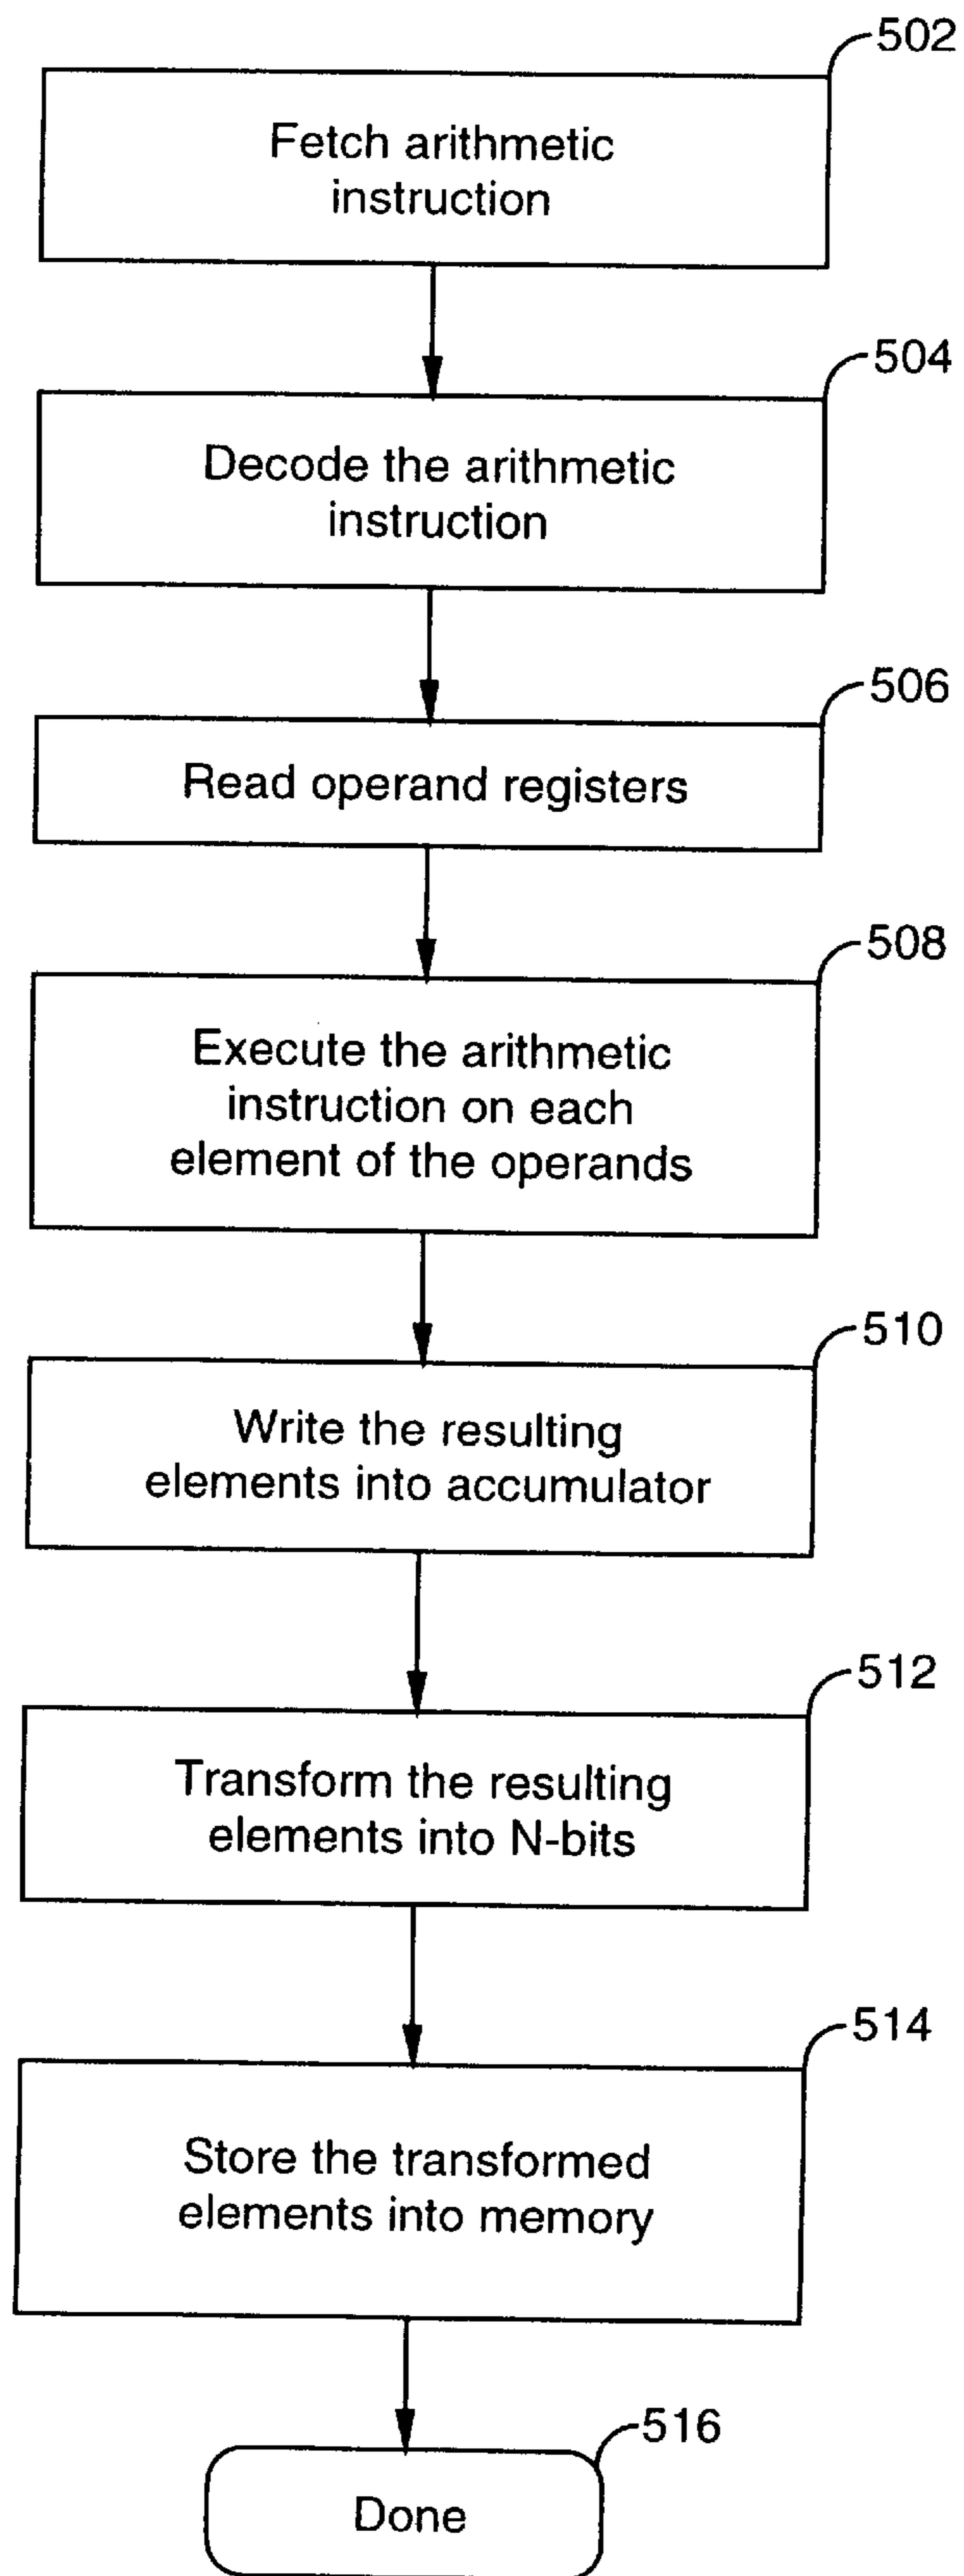 502
Fetch arithmetic
instruction
504
Decode the arithmetic
instruction
506
Read operand registers
508
Execute the arithmetic
instruction on each
element of the operands
510
Write the resulting
elements into accumulator
512
Transform the resulting
elements into N-bits
514
Store the transformed
elements into memory
516
Done